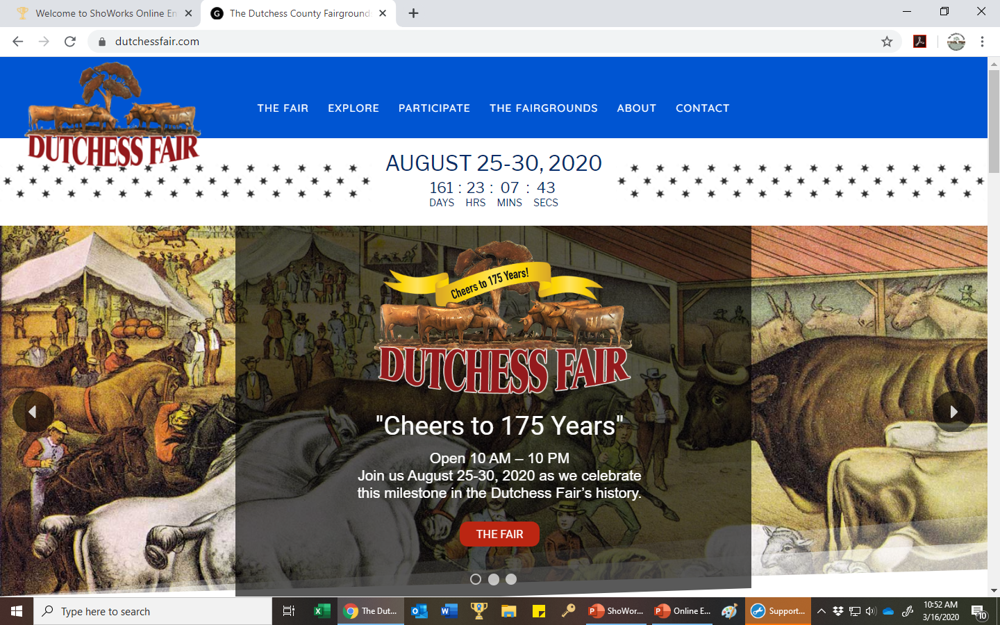 Welcome to ShoWorks Online En
The Dutchess County Fairgrounds
dutchessfair.com
DUTCHESS FAIR
THE FAIR EXPLORE PARTICIPATE THE FAIRGROUNDS ABOUT CONTACT
AUGUST 25-30, 2020
161 : 23 : 07 : 43
DAYS HRS MINS SECS
Cheers to 175 Years!
DUTCHESS FAIR
"Cheers to 175 Years"
Open 10 AM – 10 PM
Join us August 25-30, 2020 as we celebrate
this milestone in the Dutchess Fair’s history.
THE FAIR
Type here to search
The Dut...
ShoWor...
Online E...
Support...
10:52 AM
3/16/2020
10